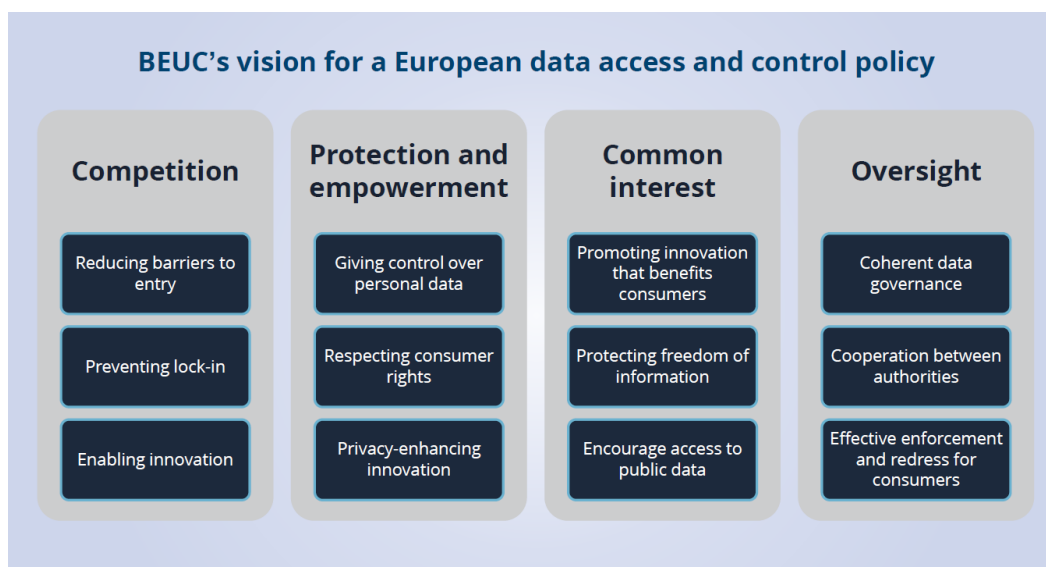 BEUC’s vision for a European data access and control policy
Competition
Reducing barriers to
entry
Preventing lock-in
Enabling innovation
Protection and
empowerment
Giving control over
personal data
Respecting consumer
rights
Privacy-enhancing
innovation
Common
interest
Promoting innovation
that benefits
consumers
Protecting freedom of
information
Encourage access to
public data
Oversight
Coherent data
governance
Cooperation between
authorities
Effective enforcement
and redress for
consumers